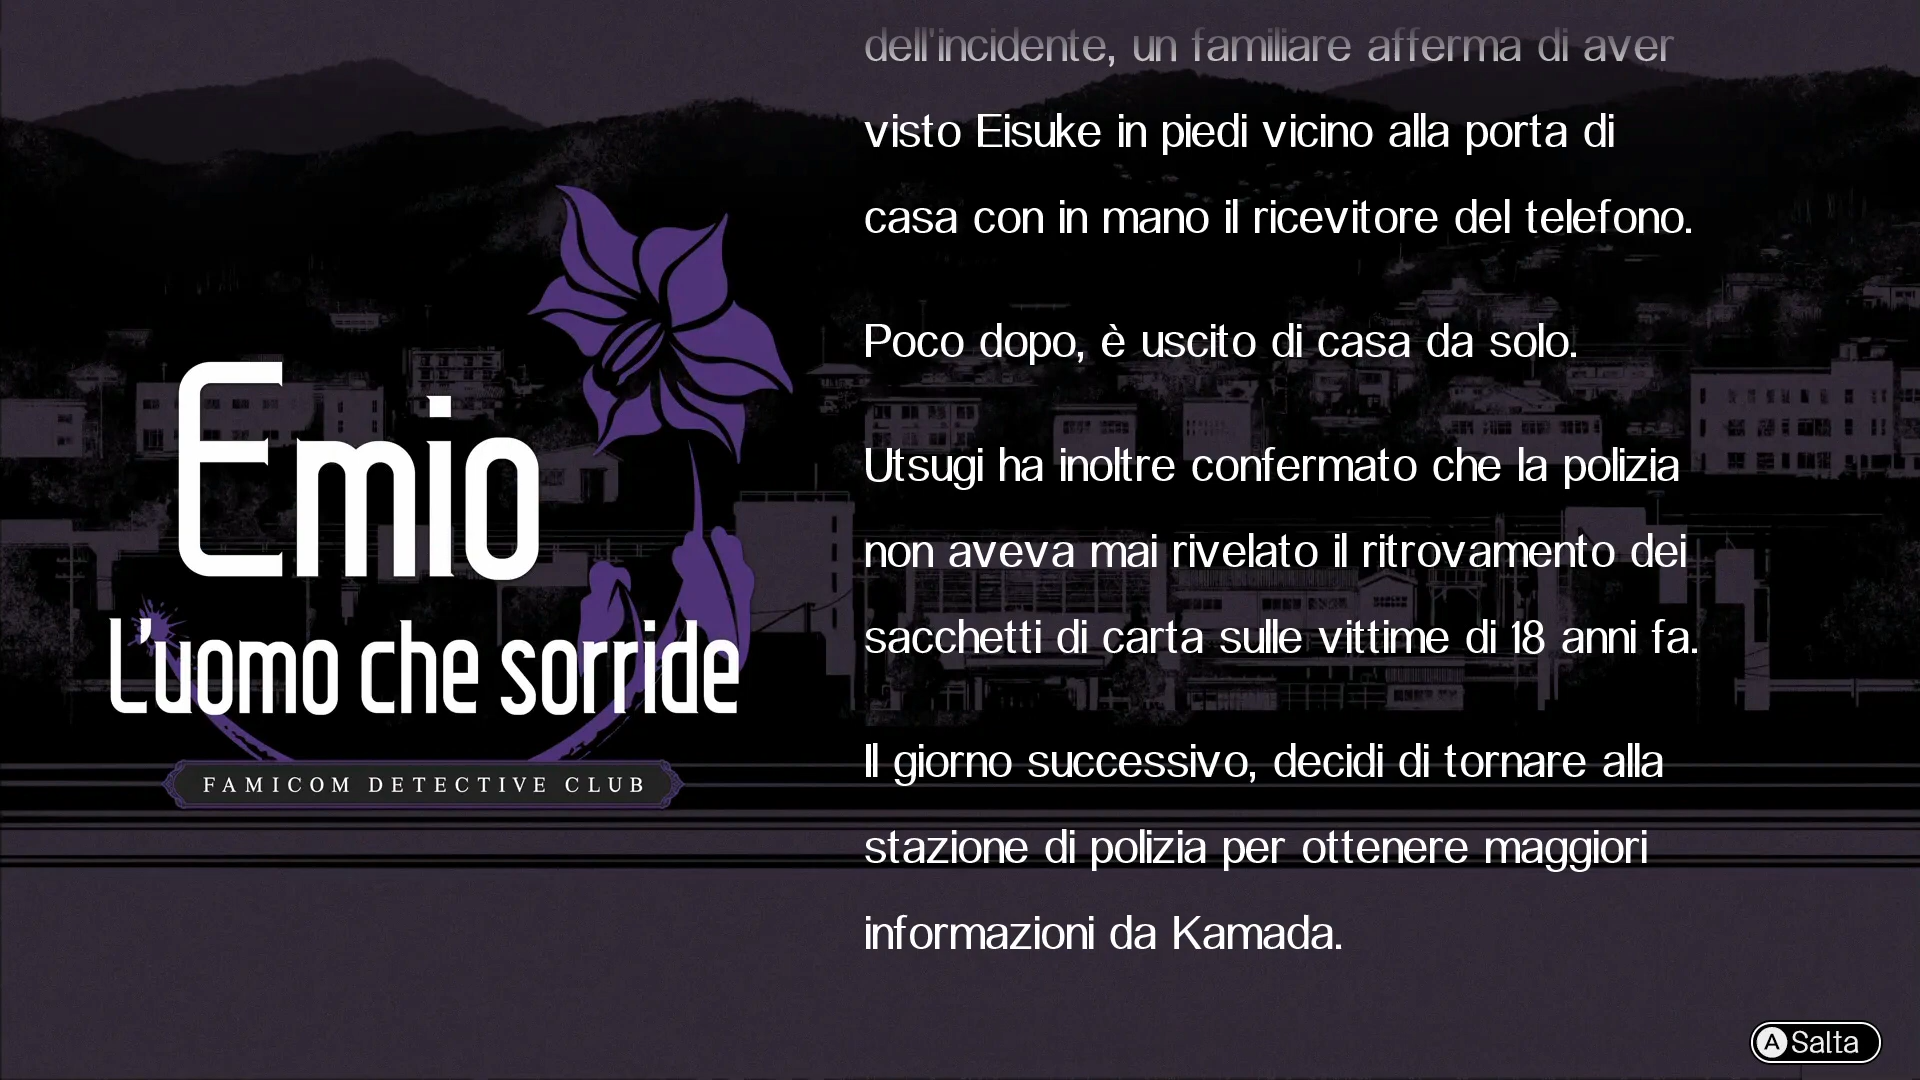 Emio
L'uomo che sorride
FAMICOM DETECTIVE CLUB
dell'incidente, un familiare afferma di aver
visto Eisuke in piedi vicino alla porta di
casa con in mano il ricevitore del telefono.
Poco dopo, è uscito di casa da solo.
Utsugi ha inoltre confermato che la polizia
non aveva mai rivelato il ritrovamento dei
sacchetti di carta sulle vittime di 18 anni fa.
Il giorno successivo, decidi di tornare alla
stazione di polizia per ottenere maggiori
informazioni da Kamada.
A Salta